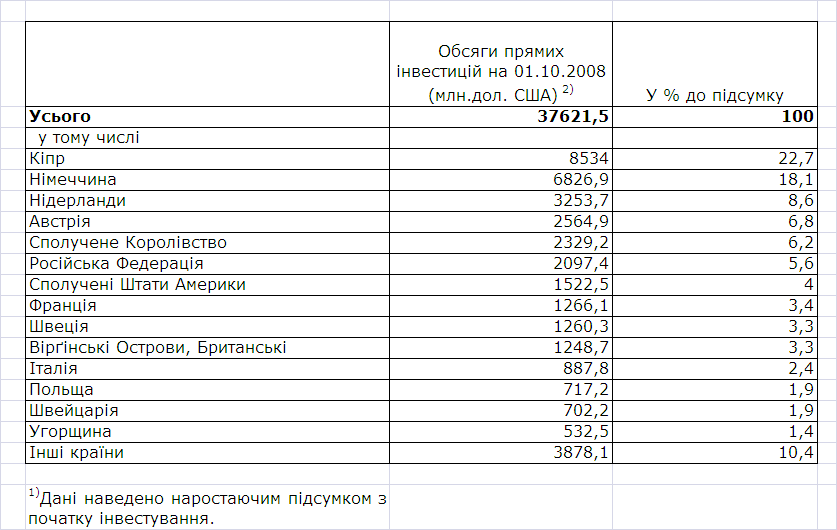 Обсяги прямих
інвестицій на 01.10.2008
(млн.дол. США) 2)
У % до підсумку
Усього 37621,5 100
у тому числі
Кіпр 8534 22,7
Німеччина 6826,9 18,1
Нідерланди 3253,7 8,6
Австрія 2564,9 6,8
Сполучене Королівство 2329,2 6,2
Російська Федерація 2097,4 5,6
Сполучені Штати Америки 1522,5 4
Франція 1266,1 3,4
Швеція 1260,3 3,3
Вірґінські Острови, Британські 1248,7 3,3
Італія 887,8 2,4
Польща 717,2 1,9
Швейцарія 702,2 1,9
Угорщина 532,5 1,4
Інші країни 3878,1 10,4
1)Дані наведено наростаючим підсумком з
початку інвестування.